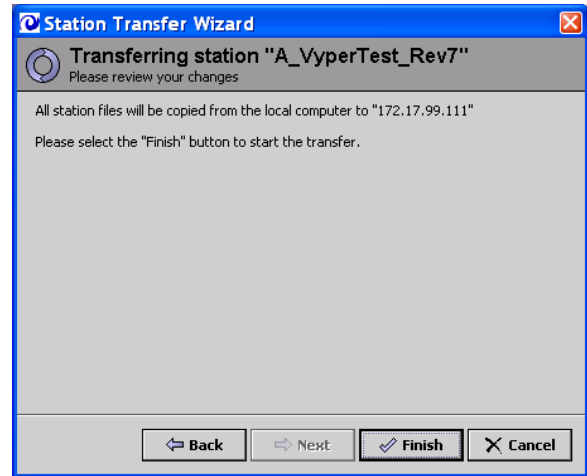 Station Transfer Wizard
Transferring station "A_VyperTest_Rev7"
Please review your changes
All station files will be copied from the local computer to "172.17.99.111"
Please select the "Finish" button to start the transfer.
Back Next Finish Cancel